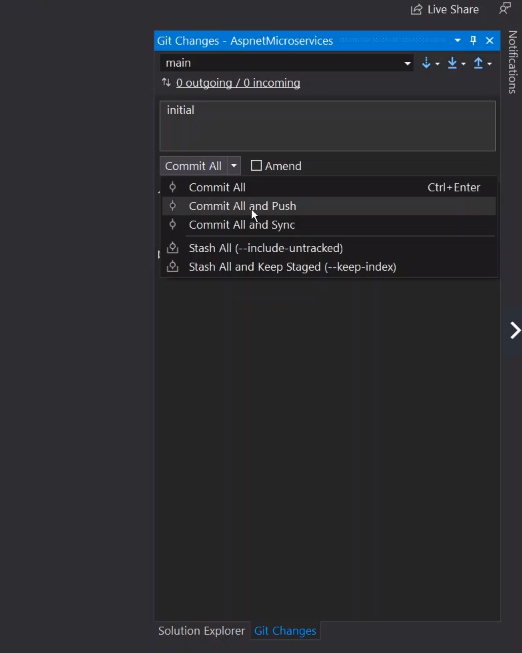 Live Share
Git Changes - AspnetMicroservices
main
0 outgoing / 0 incoming
initial
Commit All
Amend
Commit All Ctrl+Enter
Commit All and Push
Commit All and Sync
Stash All (--include-untracked)
Stash All and Keep Staged (--keep-index)
Solution Explorer Git Changes
Notifications